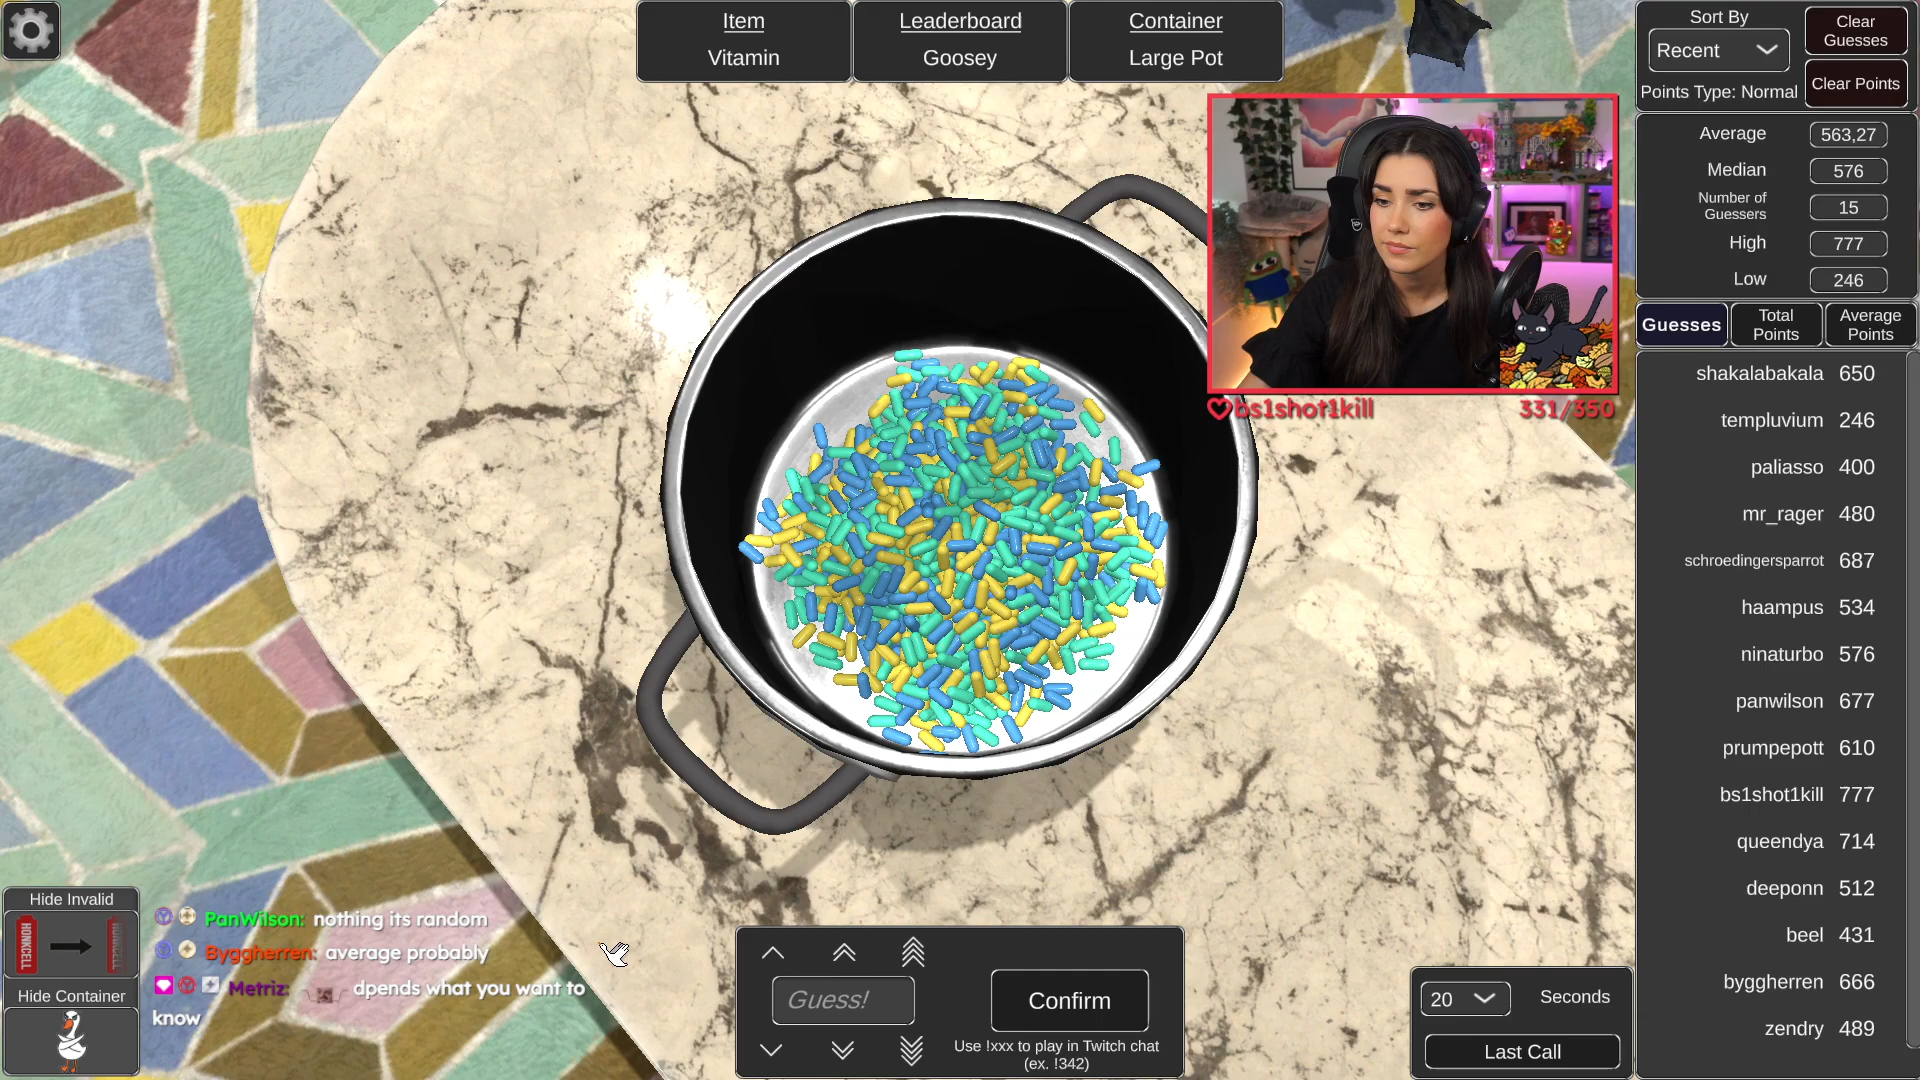 Item
Vitamin
Leaderboard
Goosey
Container
Large Pot
Sort By
Recent
Clear
Guesses
Points Type: Normal
Clear Points
Average
563,27
Median
576
Number of
Guessers
15
High
777
Low
246
Guesses
Total
Points
Average
Points
shakalabakala 650
templuvium 246
paliasso 400
mr_rager 480
schroedingersparrot 687
haampus 534
ninaturbo 576
panwilson 677
prumpepott 610
bs1shot1kill 777
queendya 714
deeponn 512
beel 431
byggherren 666
zendry 489
bs1shot1kill
331/350
Hide Invalid
HONKCELL
HONKCELL
Hide Container
PanWilson: nothing its random
Byggherren: average probably
Metriz: dpends what you want to
know
Guess!
Confirm
Use !xxx to play in Twitch chat
(ex. !342)
20
Seconds
Last Call